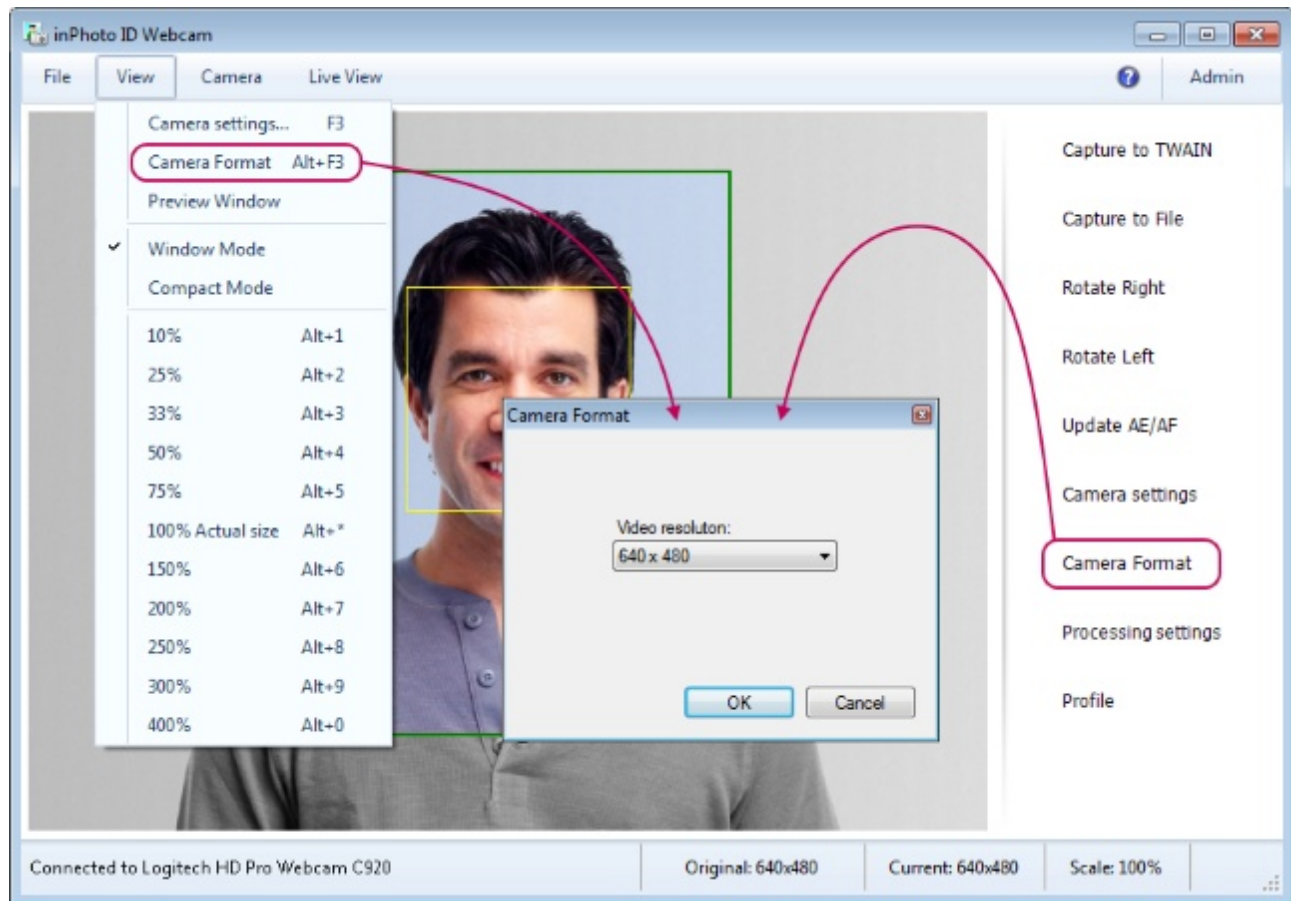 inPhoto ID Webcam
File View Camera Live View Admin
Camera settings... F3
Camera Format Alt+F3
Preview Window
Window Mode
Compact Mode
10% Alt+1
25% Alt+2
33% Alt+3
50% Alt+4
75% Alt+5
100% Actual size Alt+*
150% Alt+6
200% Alt+7
250% Alt+8
300% Alt+9
400% Alt+0
Camera Format
Video resoluton:
640 x 480
OK Cancel
Capture to TWAIN
Capture to File
Rotate Right
Rotate Left
Update AE/AF
Camera settings
Camera Format
Processing settings
Profile
Connected to Logitech HD Pro Webcam C920 Original: 640x480 Current: 640x480 Scale: 100%